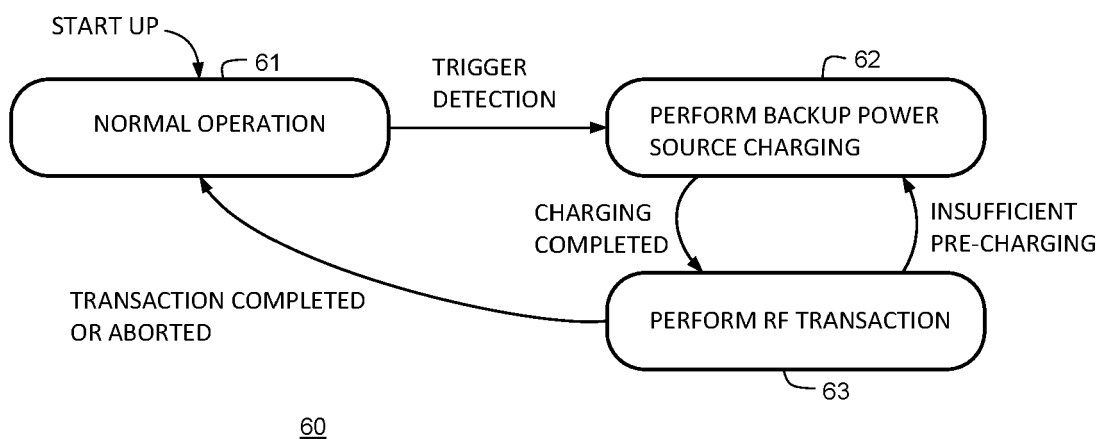 START UP
61
NORMAL OPERATION
TRIGGER
DETECTION
62
PERFORM BACKUP POWER
SOURCE CHARGING
CHARGING
COMPLETED
INSUFFICIENT
PRE-CHARGING
TRANSACTION COMPLETED
OR ABORTED
PERFORM RF TRANSACTION
63
60